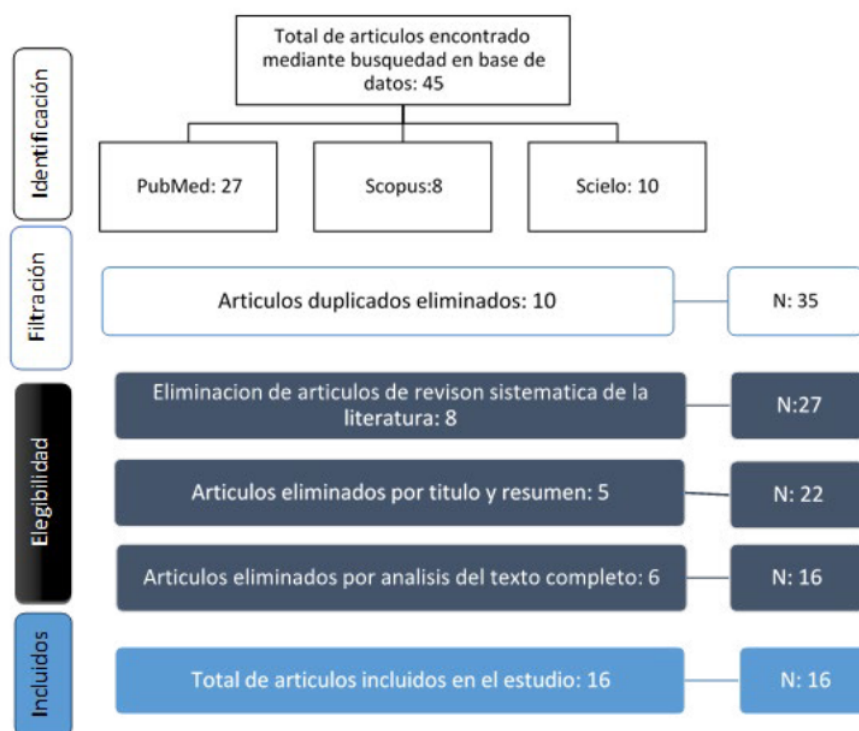 Identificación
Total de articulos encontrado
mediante busquedad en base de
datos: 45
PubMed: 27
Scopus:8
Scielo: 10
Filtración
Articulos duplicados eliminados: 10
N: 35
Elegibilidad
Eliminacion de articulos de revison sistematica de la
literatura: 8
N:27
Articulos eliminados por titulo y resumen: 5
N: 22
Articulos eliminados por analisis del texto completo: 6
N: 16
Incluidos
Total de articulos incluidos en el estudio: 16
N: 16